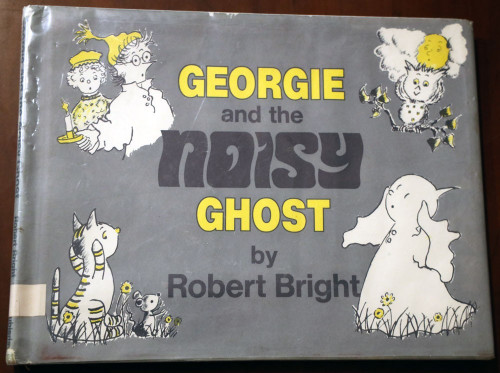 GEORGIE
and the
NOISY
GHOST
by
Robert Bright